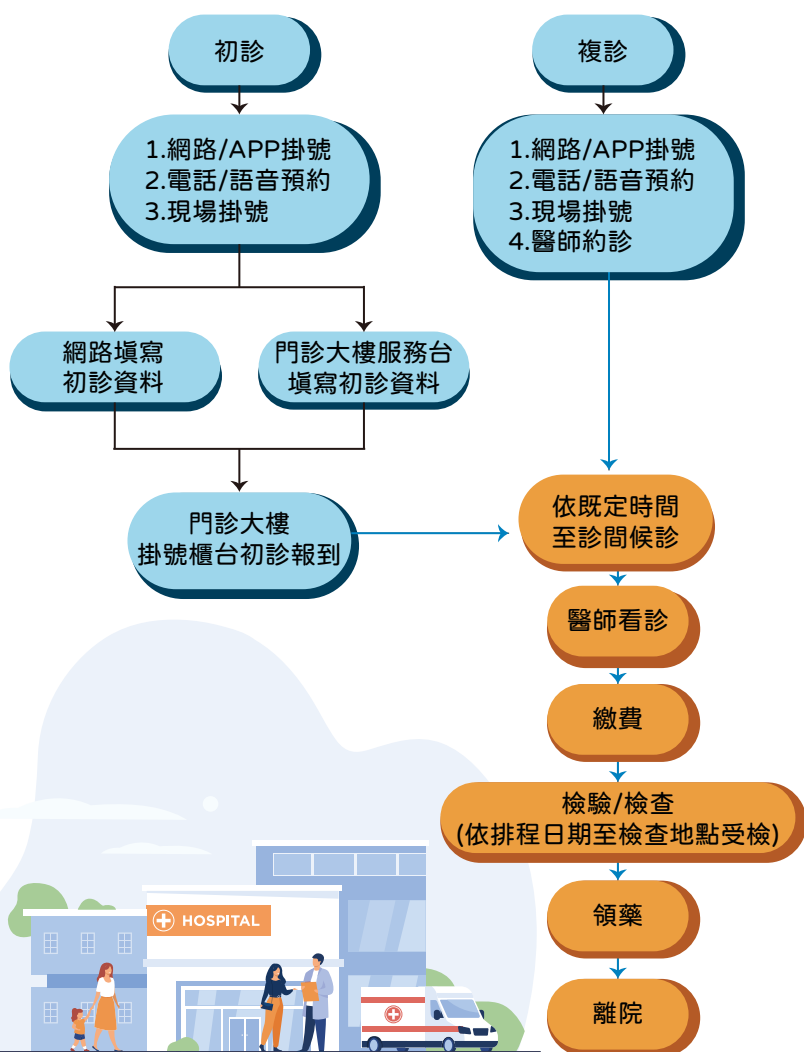 初診
1.網路/APP掛號
2.電話/語音預約
3.現場掛號
網路填寫
初診資料
門診大樓服務台
填寫初診資料
門診大樓
掛號櫃台初診報到
複診
1.網路/APP掛號
2.電話/語音預約
3.現場掛號
4.醫師約診
依既定時間
至診間候診
醫師看診
繳費
檢驗/檢查
(依排程日期至檢查地點受檢)
領藥
離院
HOSPITAL